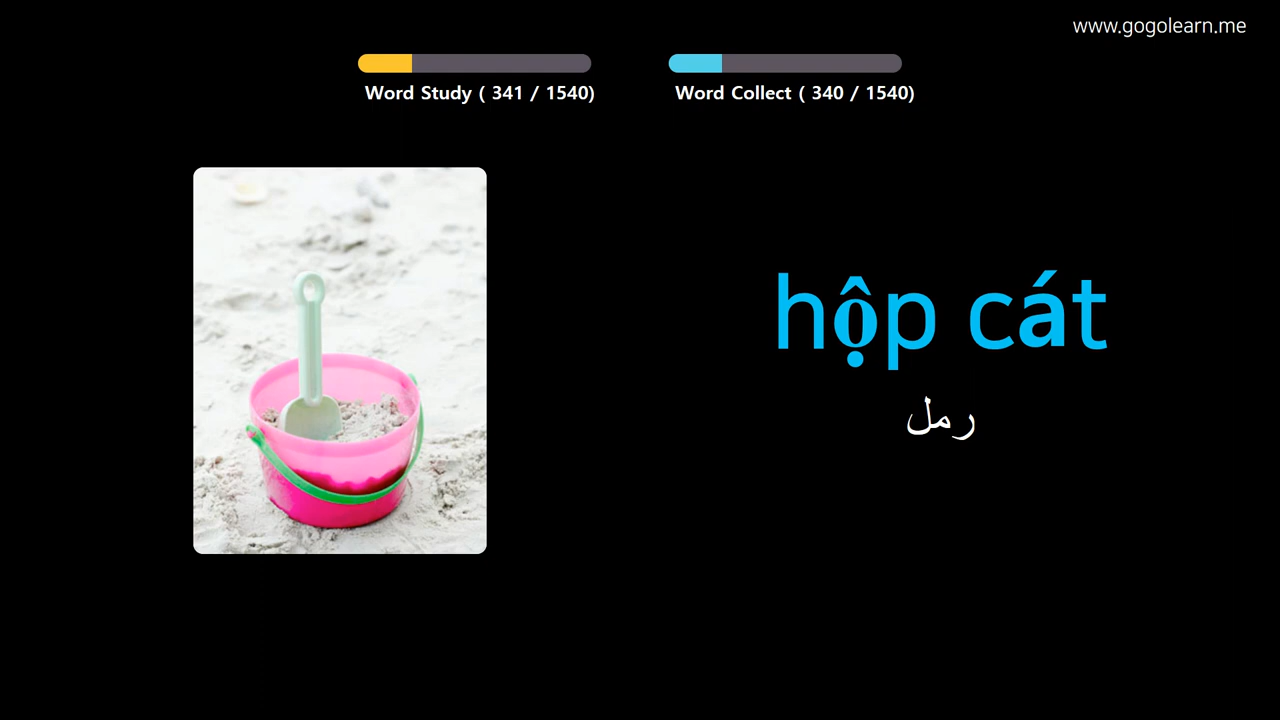 www.gogolearn.me
Word Study ( 341 / 1540)
Word Collect ( 340 / 1540)
hộp cát
رمل